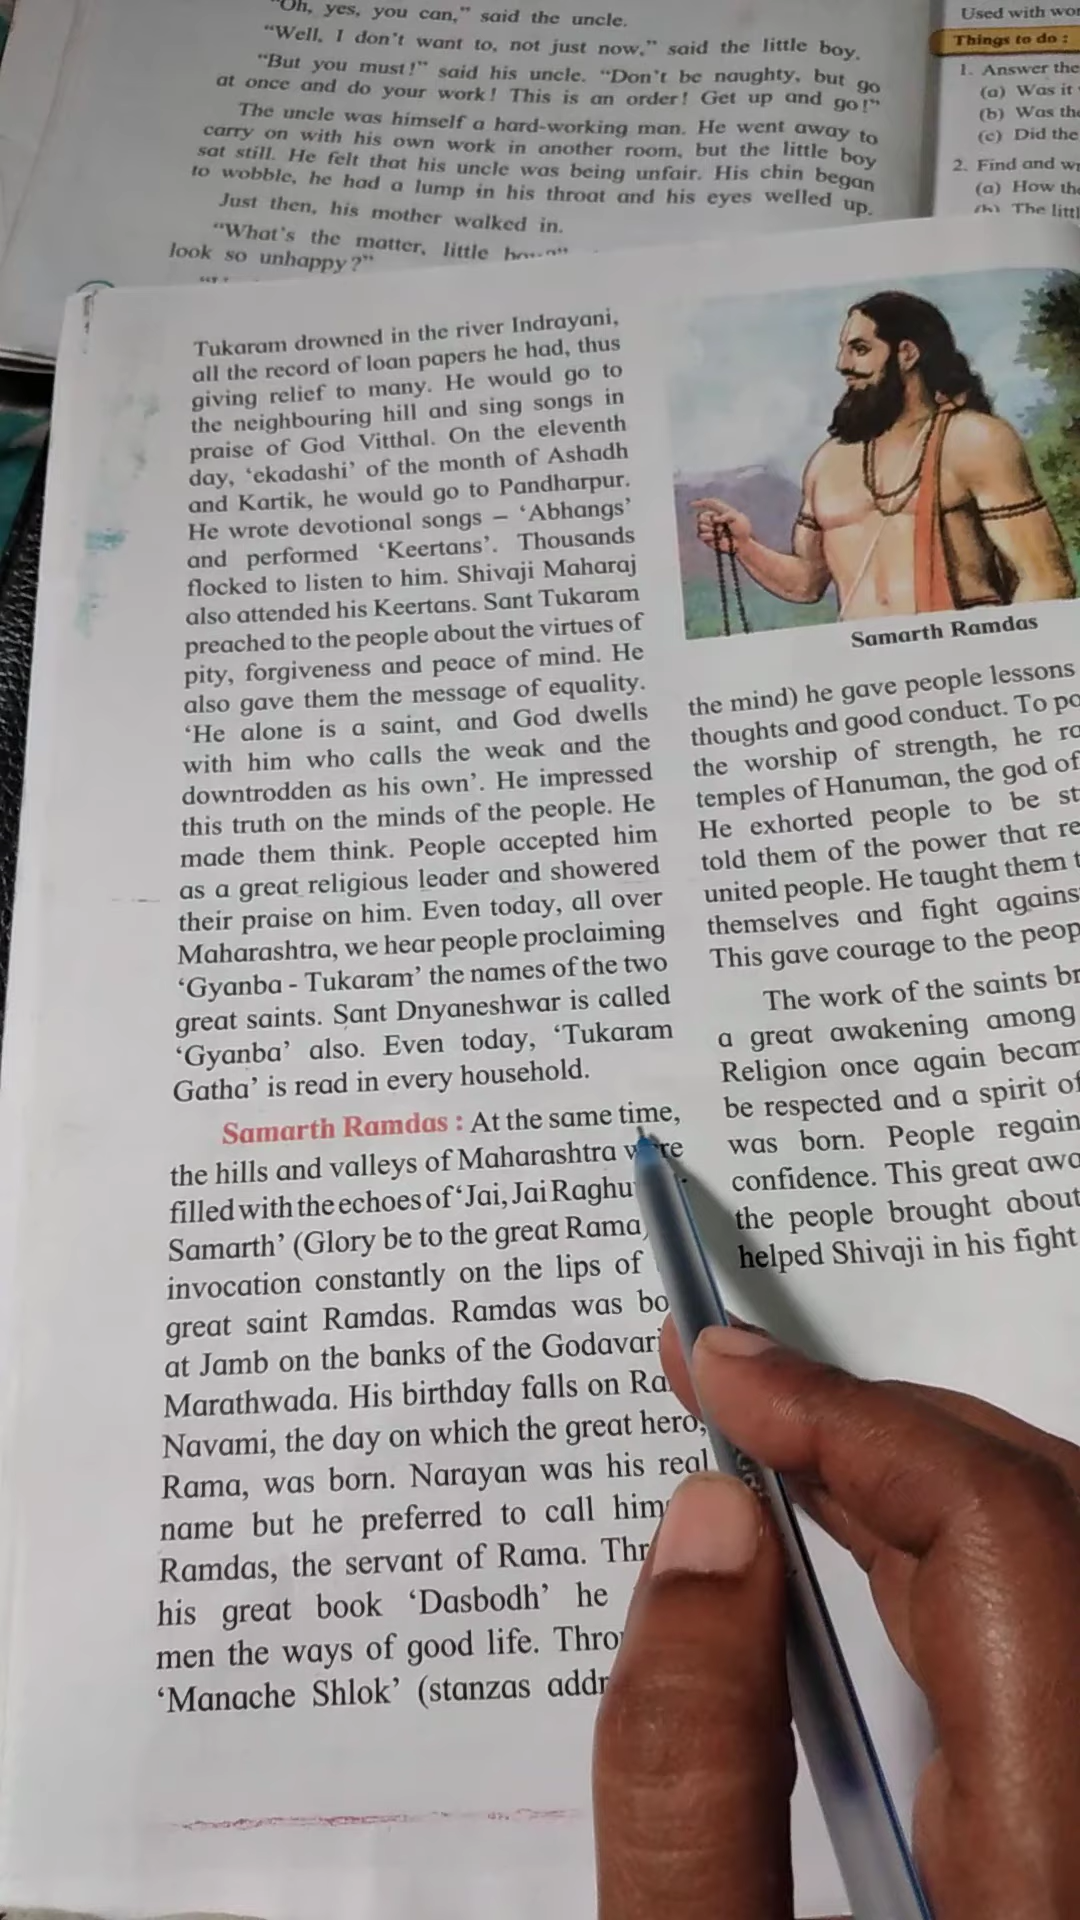 "Oh, yes, you can," said the uncle.
"Well, I don't want to, not just now," said the little boy.
"But you must!" said his uncle. "Don't be naughty, but go
at once and do your work! This is an order! Get up and go!"
The uncle was himself a hard-working man. He went away to
carry on with his own work in another room, but the little boy
sat still. He felt that his uncle was being unfair. His chin began
to wobble, he had a lump in his throat and his eyes welled up.
Just then, his mother walked in.
"What's the matter, little
look so unhappy?"
Used with
Things to do :
1. Answer the
(a) Was it
(b) Was
(c) Did the
2. Find and
(a) How
(b) The
Tukaram drowned in the river Indrayani,
all the record of loan papers he had, thus
giving relief to many. He would go to
the neighbouring hill and sing songs in
praise of God Vitthal. On the eleventh
day, 'ekadashi' of the month of Ashadh
and Kartik, he would go to Pandharpur.
He wrote devotional songs – 'Abhangs'
and performed 'Keertans'. Thousands
flocked to listen to him. Shivaji Maharaj
also attended his Keertans. Sant Tukaram
preached to the people about the virtues of
pity, forgiveness and peace of mind. He
also gave them the message of equality.
'He alone is a saint, and God dwells
with him who calls the weak and the
downtrodden as his own'. He impressed
this truth on the minds of the people. He
made them think. People accepted him
as a great religious leader and showered
their praise on him. Even today, all over
Maharashtra, we hear people proclaiming
'Gyanba - Tukaram' the names of the two
great saints. Sant Dnyaneshwar is called
'Gyanba' also. Even today, 'Tukaram
Gatha' is read in every household.
Samarth Ramdas : At the same time,
the hills and valleys of Maharashtra were
filled with the echoes of 'Jai, Jai
Samarth' (Glory be to the great Rama
invocation constantly on the lips of
great saint Ramdas. Ramdas was
at Jamb on the banks of the Godavari
Marathwada. His birthday falls on
Navami, the day on which the great hero,
Rama, was born. Narayan was his real
name but he preferred to call
Ramdas, the servant of Rama.
his great book 'Dasbodh' he
men the ways of good life.
'Manache Shlok' (stanzas
Samarth Ramdas
the mind) he gave people lessons
thoughts and good conduct. To
the worship of strength, he
temples of Hanuman, the god of
He exhorted people to be
told them of the power that
united people. He taught them
themselves and fight
This gave courage to the
The work of the saints
a great awakening among
Religion once again
be respected and a spirit of
was born. People
confidence. This great
the people brought about
helped Shivaji in his fight